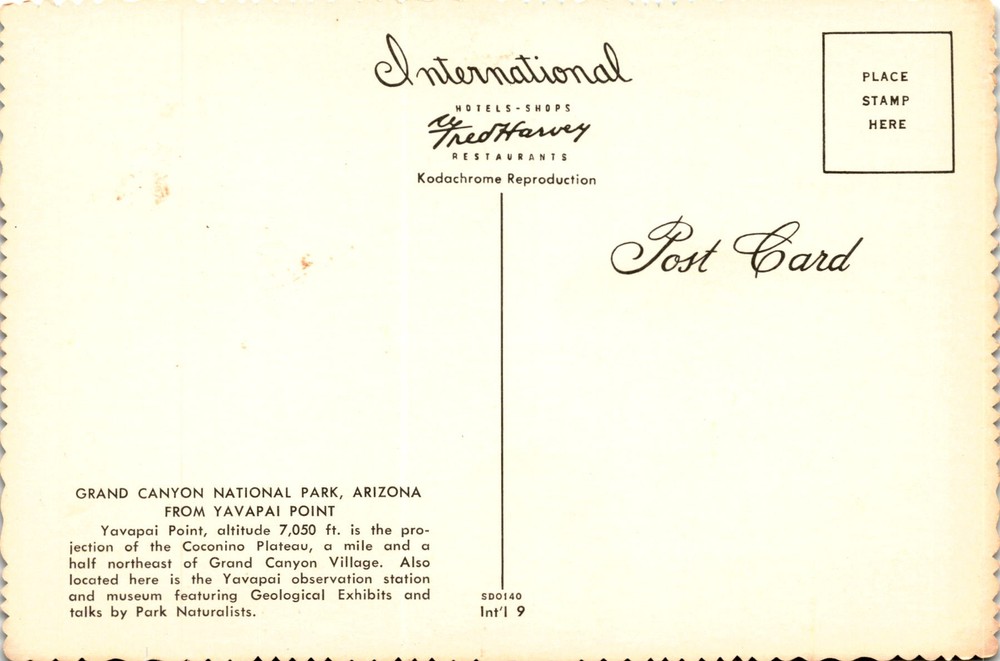 International
HOTELS-SHOPS
Fred Harvey
RESTAURANTS
Kodachrome Reproduction
PLACE
STAMP
HERE
Post Card
GRAND CANYON NATIONAL PARK, ARIZONA
FROM YAVAPAI POINT
Yavapai Point, altitude 7,050 ft. is the pro-
jection of the Coconino Plateau, a mile and a
half northeast of Grand Canyon Village. Also
located here is the Yavapai observation station
and museum featuring Geological Exhibits and
talks by Park Naturalists.
SD0140
Int'l 9